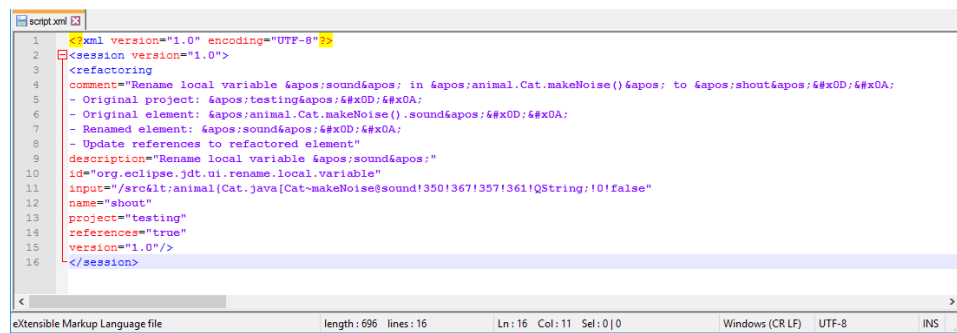 script.xml
1 <?xml version="1.0" encoding="UTF-8"?>
2 <session version="1.0">
3 <refactoring
4 comment="Rename local variable &apos;sound&apos; in &apos;animal.Cat.makeNoise()&apos; to &apos;shout&apos;&#x0D;&#x0A;
5 - Original project: &apos;testing&apos;&#x0D;&#x0A;
6 - Original element: &apos;animal.Cat.makeNoise().sound&apos;&#x0D;&#x0A;
7 - Renamed element: &apos;sound&apos;&#x0D;&#x0A;
8 - Update references to refactored element"
9 description="Rename local variable &apos;sound&apos;"
10 id="org.eclipse.jdt.ui.rename.local.variable"
11 input="/src&lt;animal{Cat.java[Cat~makeNoise@sound!350!367!357!361!QString;!0!false"
12 name="shout"
13 project="testing"
14 references="true"
15 version="1.0"/>
16 </session>
eXtensible Markup Language file length : 696 lines : 16 Ln : 16 Col : 11 Sel : 0 | 0 Windows (CR LF) UTF-8 INS